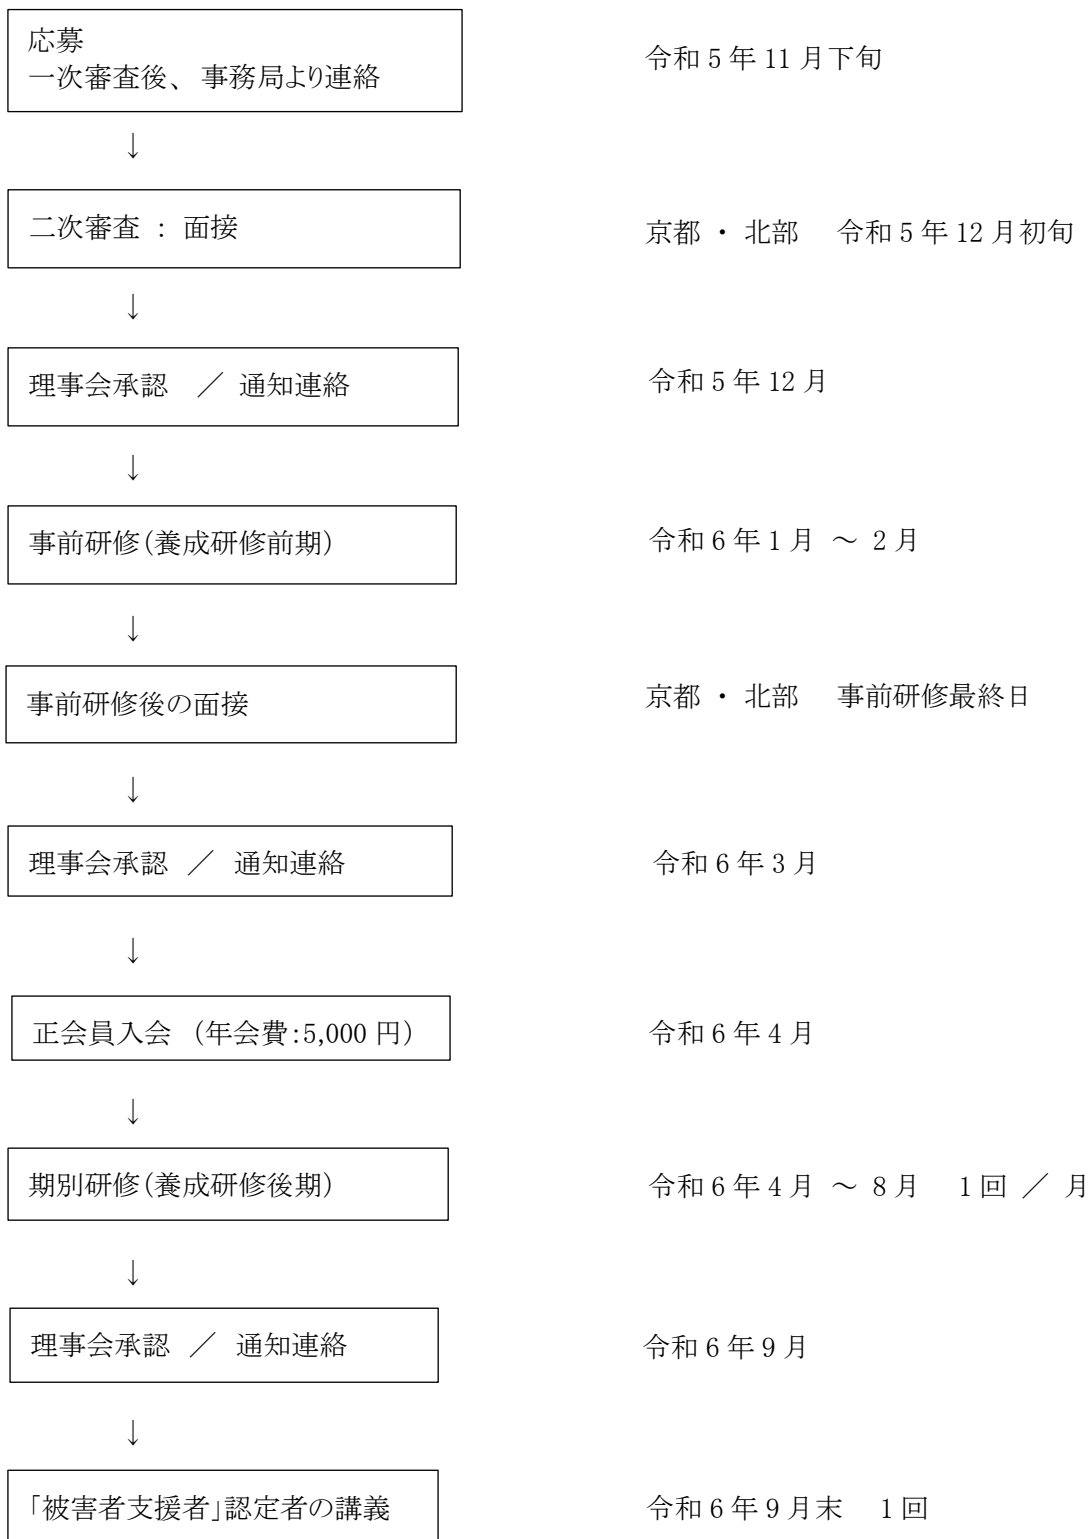 応募
一次審査後、事務局より連絡
令和5年11月下旬
↓
二次審査 : 面接
京都 ・ 北部 令和5年12月初旬
↓
理事会承認 ／ 通知連絡
令和5年12月
↓
事前研修(養成研修前期)
令和6年1月 ～ 2月
↓
事前研修後の面接
京都 ・ 北部 事前研修最終日
↓
理事会承認 ／ 通知連絡
令和6年3月
↓
正会員入会 (年会費:5,000円)
令和6年4月
↓
期別研修(養成研修後期)
令和6年4月 ～ 8月 1回 ／ 月
↓
理事会承認 ／ 通知連絡
令和6年9月
↓
「被害者支援者」認定者の講義
令和6年9月末 1回